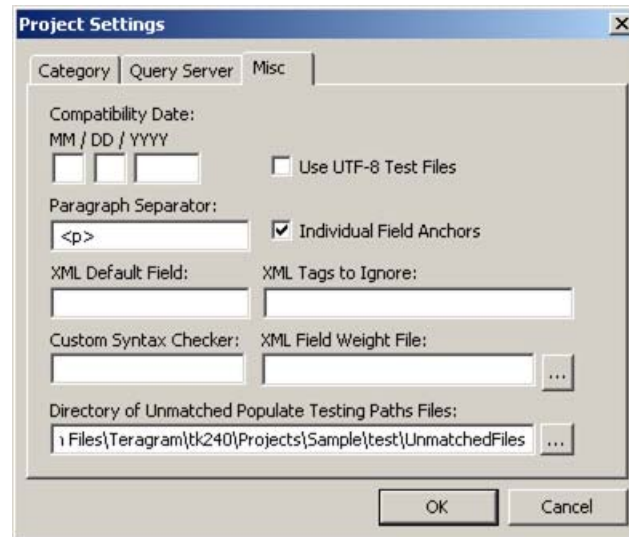 Project Settings
Category Query Server Misc
Compatibility Date:
MM / DD / YYYY
Use UTF-8 Test Files
Paragraph Separator:
<p>
Individual Field Anchors
XML Default Field: XML Tags to Ignore:
Custom Syntax Checker: XML Field Weight File:
...
Directory of Unmatched Populate Testing Paths Files:
Files\Teragram\tk240\Projects\Sample\test\UnmatchedFiles ...
OK Cancel